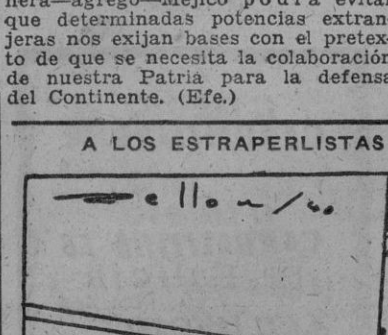 nera—agregó—Méjico podrá evitar
que determinadas potencias extran-
jeras nos exijan bases con el pretex-
to de que se necesita la colaboración
de nuestra Patria para la defensa
del Continente. (Efe.)
A LOS ESTRAPERLISTAS